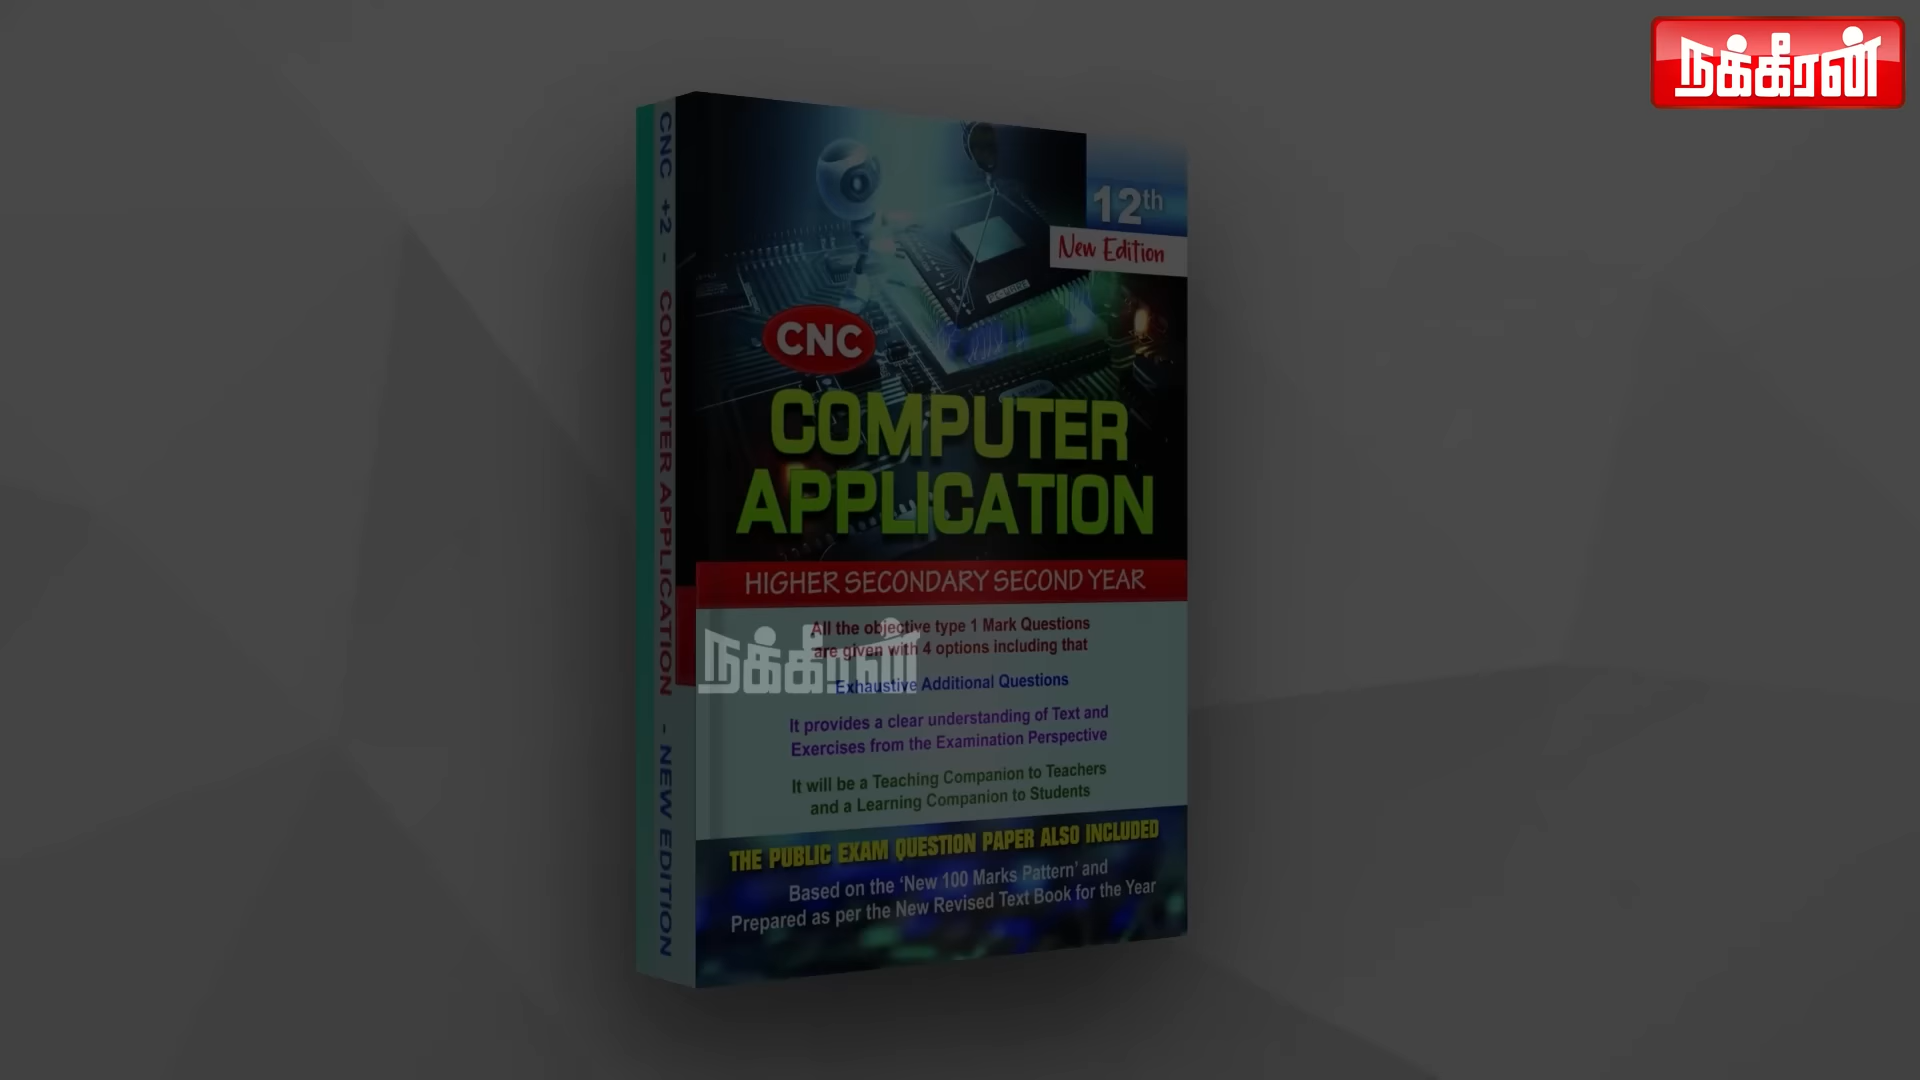 நக்கீரன்
12th
New Edition
CNC
COMPUTER
APPLICATION
HIGHER SECONDARY SECOND YEAR
All the objective type 1 Mark Questions
are given with 4 options including that
நக்கீரன்
Exhaustive Additional Questions
It provides a clear understanding of Text and
Exercises from the Examination Perspective
It will be a Teaching Companion to Teachers
and a Learning Companion to Students
THE PUBLIC EXAM QUESTION PAPER ALSO INCLUDED
Based on the ‘New 100 Marks Pattern’ and
Prepared as per the New Revised Text Book for the Year
CNC +2 - COMPUTER APPLICATION - NEW EDITION